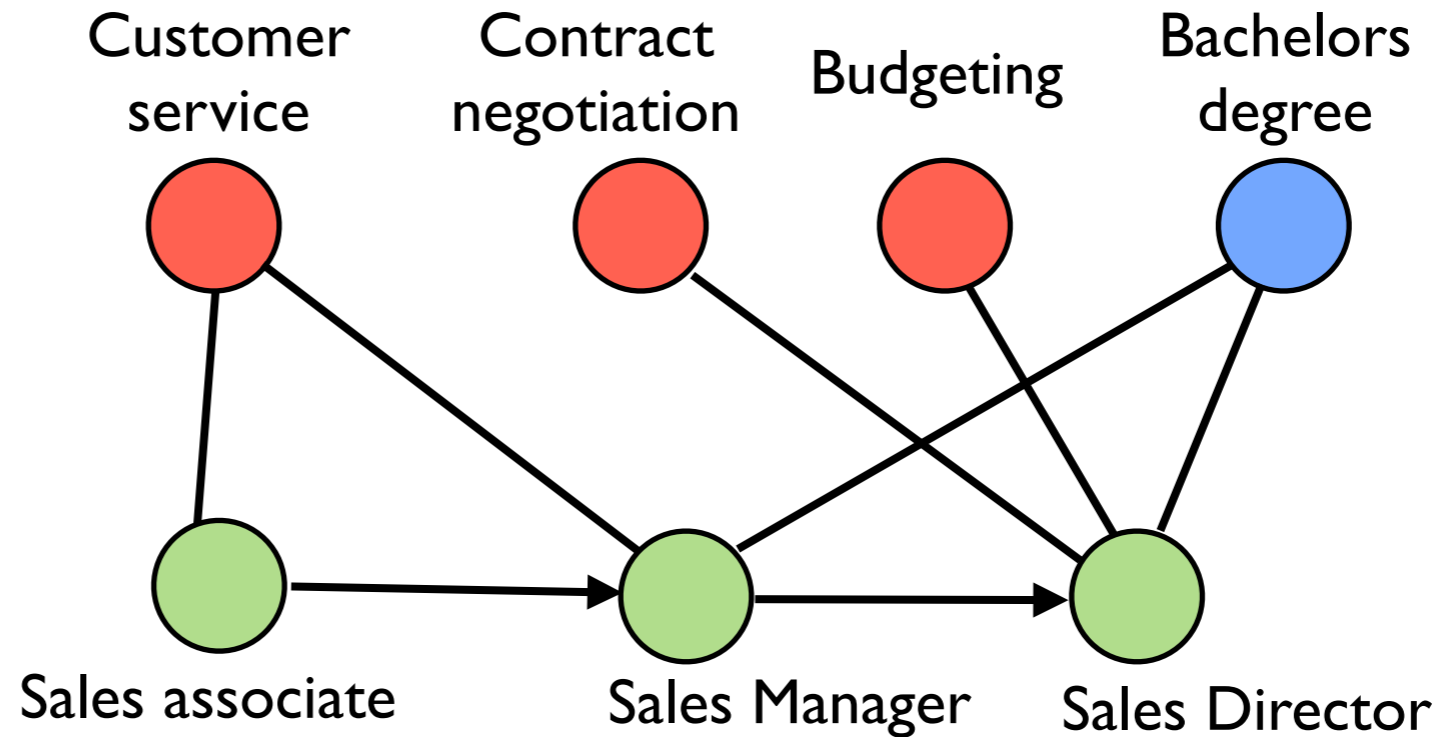 Customer
service
Contract
negotiation
Budgeting
Bachelors
degree
Sales associate
Sales Manager
Sales Director